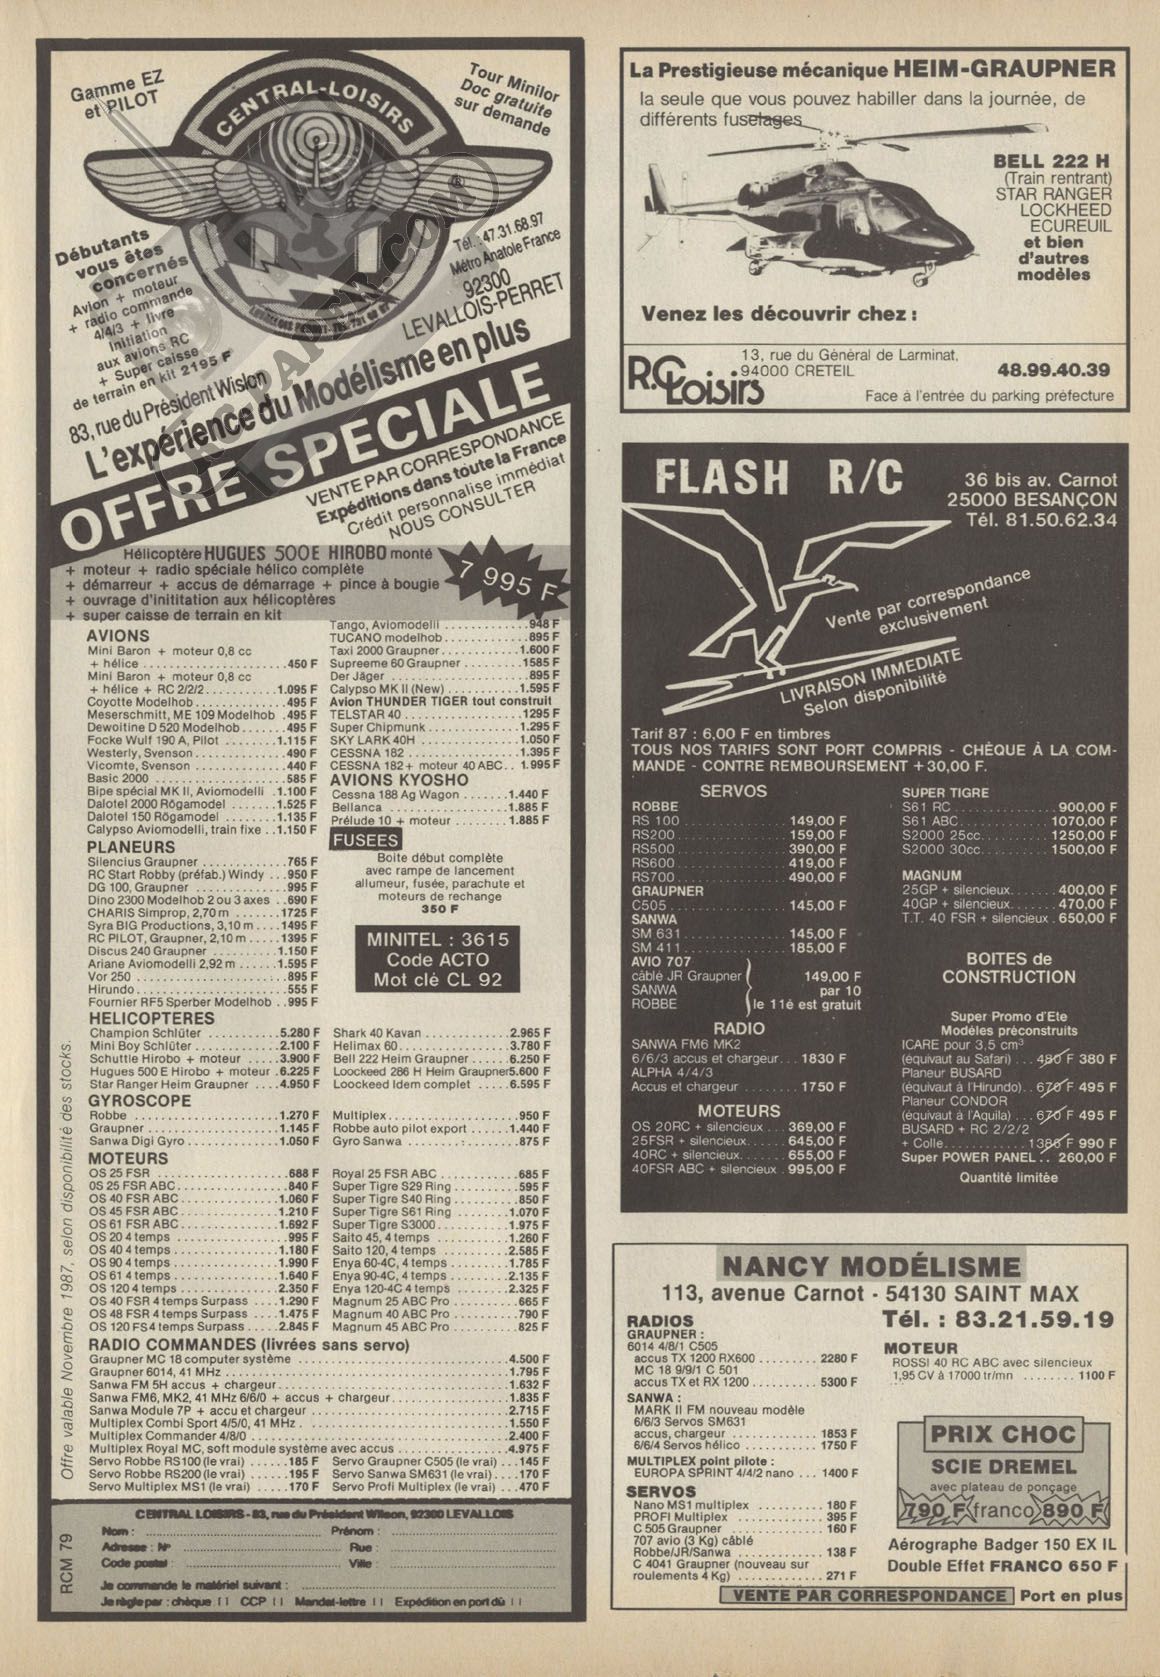 Gamme EZ
et PILOT
CENTRAL-LOISIRS
Tour Minilor
Doc gratuite
sur demande
®
Débutants
vous êtes
concernés
Avion + moteur
+ radio commande
4/4/3 + livre
Initiation
aux avions RC
+ Super caisse
de terrain en kit 2195 F
Tél. : 47.31.68.97
Métro Anatole France
92300
LEVALLOIS-PERRET
83, rue du Président Wislon
L'expérience du Modélisme en plus
OFFRE SPECIALE
VENTE PAR CORRESPONDANCE
Expéditions dans toute la France
Crédit personnalise immédiat
NOUS CONSULTER
Hélicoptère HUGUES 500E HIROBO monté
+ moteur + radio spéciale hélico complète
+ démarreur + accus de démarrage + pince à bougie
+ ouvrage d'inititation aux hélicoptères
+ super caisse de terrain en kit
7 995 F
AVIONS
Mini Baron + moteur 0,8 cc
+ hélice ..................... 450 F
Mini Baron + moteur 0,8 cc
+ hélice + RC 2/2/2 ........... 1.095 F
Coyotte Modelhob ............. 495 F
Meserschmitt, ME 109 Modelhob . 495 F
Dewoitine D 520 Modelhob ...... 495 F
Focke Wulf 190 A, Pilot ........ 1.115 F
Westerly, Svenson ............. 490 F
Vicomte, Svenson ............. 440 F
Basic 2000 ................... 585 F
Bipe spécial MK II, Aviomodelli . 1.100 F
Dalotel 2000 Rôgamodel ....... 1.525 F
Dalotel 150 Rôgamodel ........ 1.135 F
Calypso Aviomodelli, train fixe .. 1.150 F
PLANEURS
Silencius Graupner ............ 765 F
RC Start Robby (préfab.) Windy ... 950 F
DG 100, Graupner ............. 995 F
Dino 2300 Modelhob 2 ou 3 axes .. 690 F
CHARIS Simprop, 2,70 m ....... 1725 F
Syra BIG Productions, 3,10 m .... 1495 F
RC PILOT, Graupner, 2,10 m ..... 1395 F
Discus 240 Graupner .......... 1.150 F
Ariane Aviomodelli 2,92 m ...... 1.595 F
Vor 250 ...................... 895 F
Hirundo ...................... 555 F
Fournier RF5 Sperber Modelhob .. 995 F
Tango, Aviomodelli ............ 948 F
TUCANO modelhob ............ 895 F
Taxi 2000 Graupner ........... 1.600 F
Supreeme 60 Graupner ........ 1585 F
Der Jäger .................... 895 F
Calypso MK II (New) .......... 1.595 F
Avion THUNDER TIGER tout construit
TELSTAR 40 ................. 1295 F
Super Chipmunk .............. 1.295 F
SKY LARK 40H ............... 1.050 F
CESSNA 182 ................. 1.395 F
CESSNA 182 + moteur 40 ABC .. 1.995 F
AVIONS KYOSHO
Cessna 188 Ag Wagon ........ 1.440 F
Bellanca .................... 1.885 F
Prélude 10 + moteur .......... 1.885 F
FUSEES
Boite début complète
avec rampe de lancement
allumeur, fusée, parachute et
moteurs de rechange
350 F
MINITEL : 3615
Code ACTO
Mot clé CL 92
HELICOPTERES
Champion Schlüter ............ 5.280 F
Mini Boy Schlüter ............. 2.100 F
Schuttle Hirobo + moteur ....... 3.900 F
Hugues 500 E Hirobo + moteur . 6.225 F
Star Ranger Heim Graupner .... 4.950 F
Shark 40 Kavan .............. 2.965 F
Helimax 60 .................. 3.780 F
Bell 222 Heim Graupner ....... 6.250 F
Loockeed 286 H Heim Graupner 5.600 F
Loockeed Idem complet ....... 6.595 F
GYROSCOPE
Robbe ...................... 1.270 F
Graupner ................... 1.145 F
Sanwa Digi Gyro ............. 1.050 F
Multiplex .................... 950 F
Robbe auto pilot export ........ 1.440 F
Gyro Sanwa .................. 875 F
MOTEURS
OS 25 FSR ................... 688 F
OS 25 FSR ABC ............... 840 F
OS 40 FSR ABC .............. 1.060 F
OS 45 FSR ABC .............. 1.210 F
OS 61 FSR ABC .............. 1.692 F
OS 20 4 temps ................ 995 F
OS 40 4 temps ............... 1.180 F
OS 90 4 temps ............... 1.990 F
OS 61 4 temps ............... 1.640 F
OS 120 4 temps .............. 2.350 F
OS 40 FSR 4 temps Surpass .... 1.290 F
OS 48 FSR 4 temps Surpass .... 1.475 F
OS 120 FS4 temps Surpass ..... 2.845 F
Royal 25 FSR ABC ............ 685 F
Super Tigre S29 Ring .......... 595 F
Super Tigre S40 Ring .......... 850 F
Super Tigre S61 Ring ......... 1.070 F
Super Tigre S3000 ............ 1.975 F
Saito 45, 4 temps ............. 1.260 F
Saito 120, 4 temps ............ 2.585 F
Enya 60-4C, 4 temps .......... 1.785 F
Enya 90-4C, 4 temps .......... 2.135 F
Enya 120-4C 4 temps ......... 2.325 F
Magnum 25 ABC Pro .......... 665 F
Magnum 40 ABC Pro .......... 790 F
Magnum 45 ABC Pro .......... 825 F
RADIO COMMANDES (livrées sans servo)
Graupner MC 18 computer système ..... 4.500 F
Graupner 6014, 41 MHz ..... 1.795 F
Sanwa FM 5H accus + chargeur ..... 1.632 F
Sanwa FM6, MK2, 41 MHz 6/6/0 + accus + chargeur ..... 1.835 F
Sanwa Module 7P + accu et chargeur ..... 2.715 F
Multiplex Combi Sport 4/5/0, 41 MHz ..... 1.550 F
Multiplex Commander 4/8/0 ..... 2.400 F
Multiplex Royal MC, soft module système avec accus ..... 4.975 F
Servo Robbe RS100 (le vrai) ..... 185 F
Servo Robbe RS200 (le vrai) ..... 195 F
Servo Multiplex MS1 (le vrai) ..... 170 F
Servo Graupner C505 (le vrai) ... 145 F
Servo Sanwa SM631 (le vrai) .... 170 F
Servo Profi Multiplex (le vrai) ... 470 F
Offre valable Novembre 1987, selon disponibilité des stocks.
RCM 79
CENTRAL LOISIRS - 83, rue du Président Wilson, 92300 LEVALLOIS
Nom : ..... Prénom : .....
Adresse : N° ..... Rue : .....
Code postal : ..... Ville : .....
Je commande le matériel suivant : .....
Je règle par : chèque [ ] CCP [ ] Mandat-lettre [ ] Expédition en port dû [ ]
La Prestigieuse mécanique HEIM-GRAUPNER
la seule que vous pouvez habiller dans la journée, de
différents fuselages
BELL 222 H
(Train rentrant)
STAR RANGER
LOCKHEED
ECUREUIL
et bien
d'autres
modèles
Venez les découvrir chez :
R.C. Loisirs
13, rue du Général de Larminat,
94000 CRETEIL
48.99.40.39
Face à l'entrée du parking préfecture
FLASH R/C
36 bis av. Carnot
25000 BESANÇON
Tél. 81.50.62.34
Vente par correspondance
exclusivement
LIVRAISON IMMEDIATE
Selon disponibilité
Tarif 87 : 6,00 F en timbres
TOUS NOS TARIFS SONT PORT COMPRIS - CHÈQUE À LA COM-
MANDE - CONTRE REMBOURSEMENT + 30,00 F.
SERVOS
ROBBE
RS 100 ..... 149,00 F
RS200 ..... 159,00 F
RS500 ..... 390,00 F
RS600 ..... 419,00 F
RS700 ..... 490,00 F
GRAUPNER
C505 ..... 145,00 F
SANWA
SM 631 ..... 145,00 F
SM 411 ..... 185,00 F
AVIO 707
câblé JR Graupner 149,00 F
SANWA par 10
ROBBE le 11è est gratuit
RADIO
SANWA FM6 MK2
6/6/3 accus et chargeur ... 1830 F
ALPHA 4/4/3
Accus et chargeur ..... 1750 F
MOTEURS
OS 20RC + silencieux ..... 369,00 F
25FSR + silencieux ..... 645,00 F
40RC + silencieux ..... 655,00 F
40FSR ABC + silencieux . 995,00 F
SUPER TIGRE
S61 RC ..... 900,00 F
S61 ABC ..... 1070,00 F
S2000 25cc ..... 1250,00 F
S2000 30cc ..... 1500,00 F
MAGNUM
25GP + silencieux ..... 400,00 F
40GP + silencieux ..... 470,00 F
T.T. 40 FSR + silencieux . 650,00 F
BOITES de
CONSTRUCTION
Super Promo d'Ete
Modèles préconstruits
ICARE pour 3,5 cm³
(équivaut au Safari) ... 480 F 380 F
Planeur BUSARD
(équivaut à l'Hirundo) .. 670 F 495 F
Planeur CONDOR
(équivaut à l'Aquila) ... 670 F 495 F
BUSARD + RC 2/2/2
+ Colle ..... 1386 F 990 F
Super POWER PANEL .. 260,00 F
Quantité limitée
NANCY MODÉLISME
113, avenue Carnot - 54130 SAINT MAX
Tél. : 83.21.59.19
RADIOS
GRAUPNER :
6014 4/8/1 C505
accus TX 1200 RX600 ..... 2280 F
MC 18 9/9/1 C 501
accus TX et RX 1200 ..... 5300 F
SANWA :
MARK II FM nouveau modèle
6/6/3 Servos SM631
accus, chargeur ..... 1853 F
6/6/4 Servos hélico ..... 1750 F
MULTIPLEX point pilote :
EUROPA SPRINT 4/4/2 nano ... 1400 F
SERVOS
Nano MS1 multiplex ..... 180 F
PROFI Multiplex ..... 395 F
C 505 Graupner 160 F
707 avio (3 Kg) câblé
Robbe/JR/Sanwa ..... 138 F
C 4041 Graupner (nouveau sur
roulements 4 Kg) ..... 271 F
MOTEUR
ROSSI 40 RC ABC avec silencieux
1,95 CV à 17000 tr/mn ..... 1100 F
PRIX CHOC
SCIE DREMEL
avec plateau de ponçage
790 F franco 890 F
Aérographe Badger 150 EX IL
Double Effet FRANCO 650 F
VENTE PAR CORRESPONDANCE Port en plus